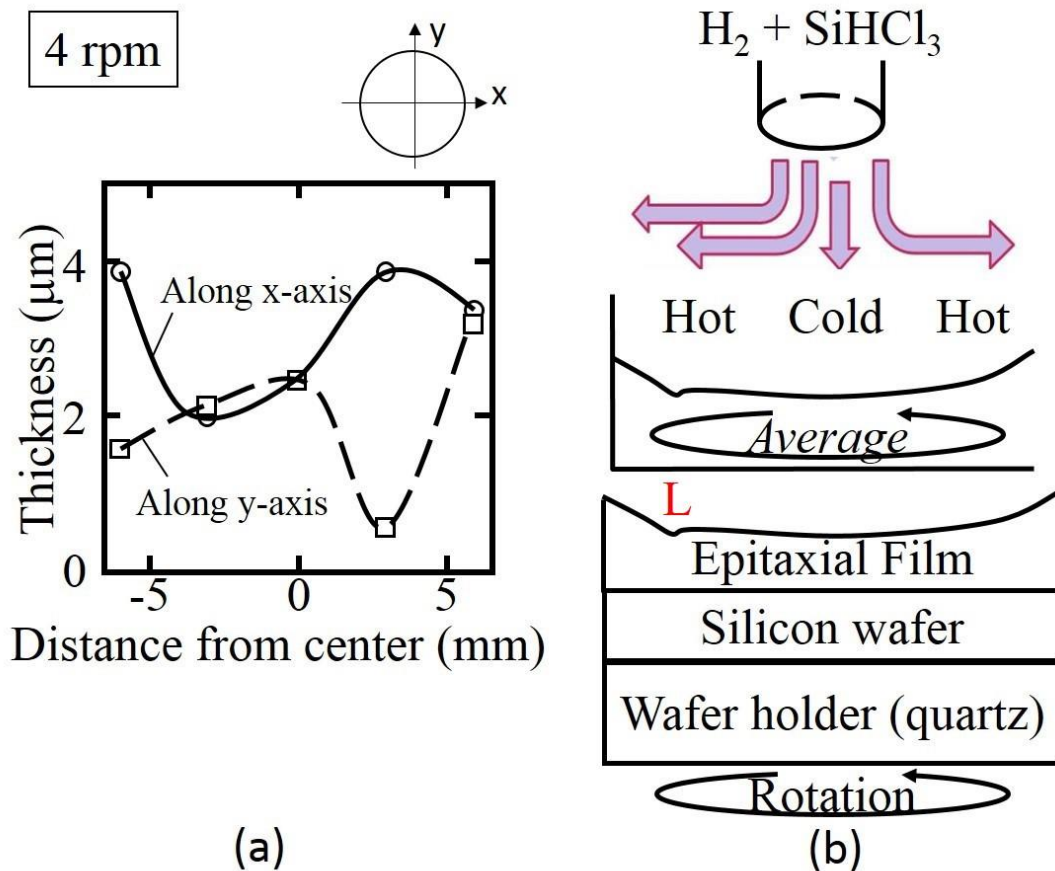 4 rpm
y
x
Thickness (μm)
4
2
0
Along x-axis
Along y-axis
-5
0
5
Distance from center (mm)
(a)
H₂ + SiHCl₃
Hot Cold Hot
Average
L
Epitaxial Film
Silicon wafer
Wafer holder (quartz)
Rotation
(b)